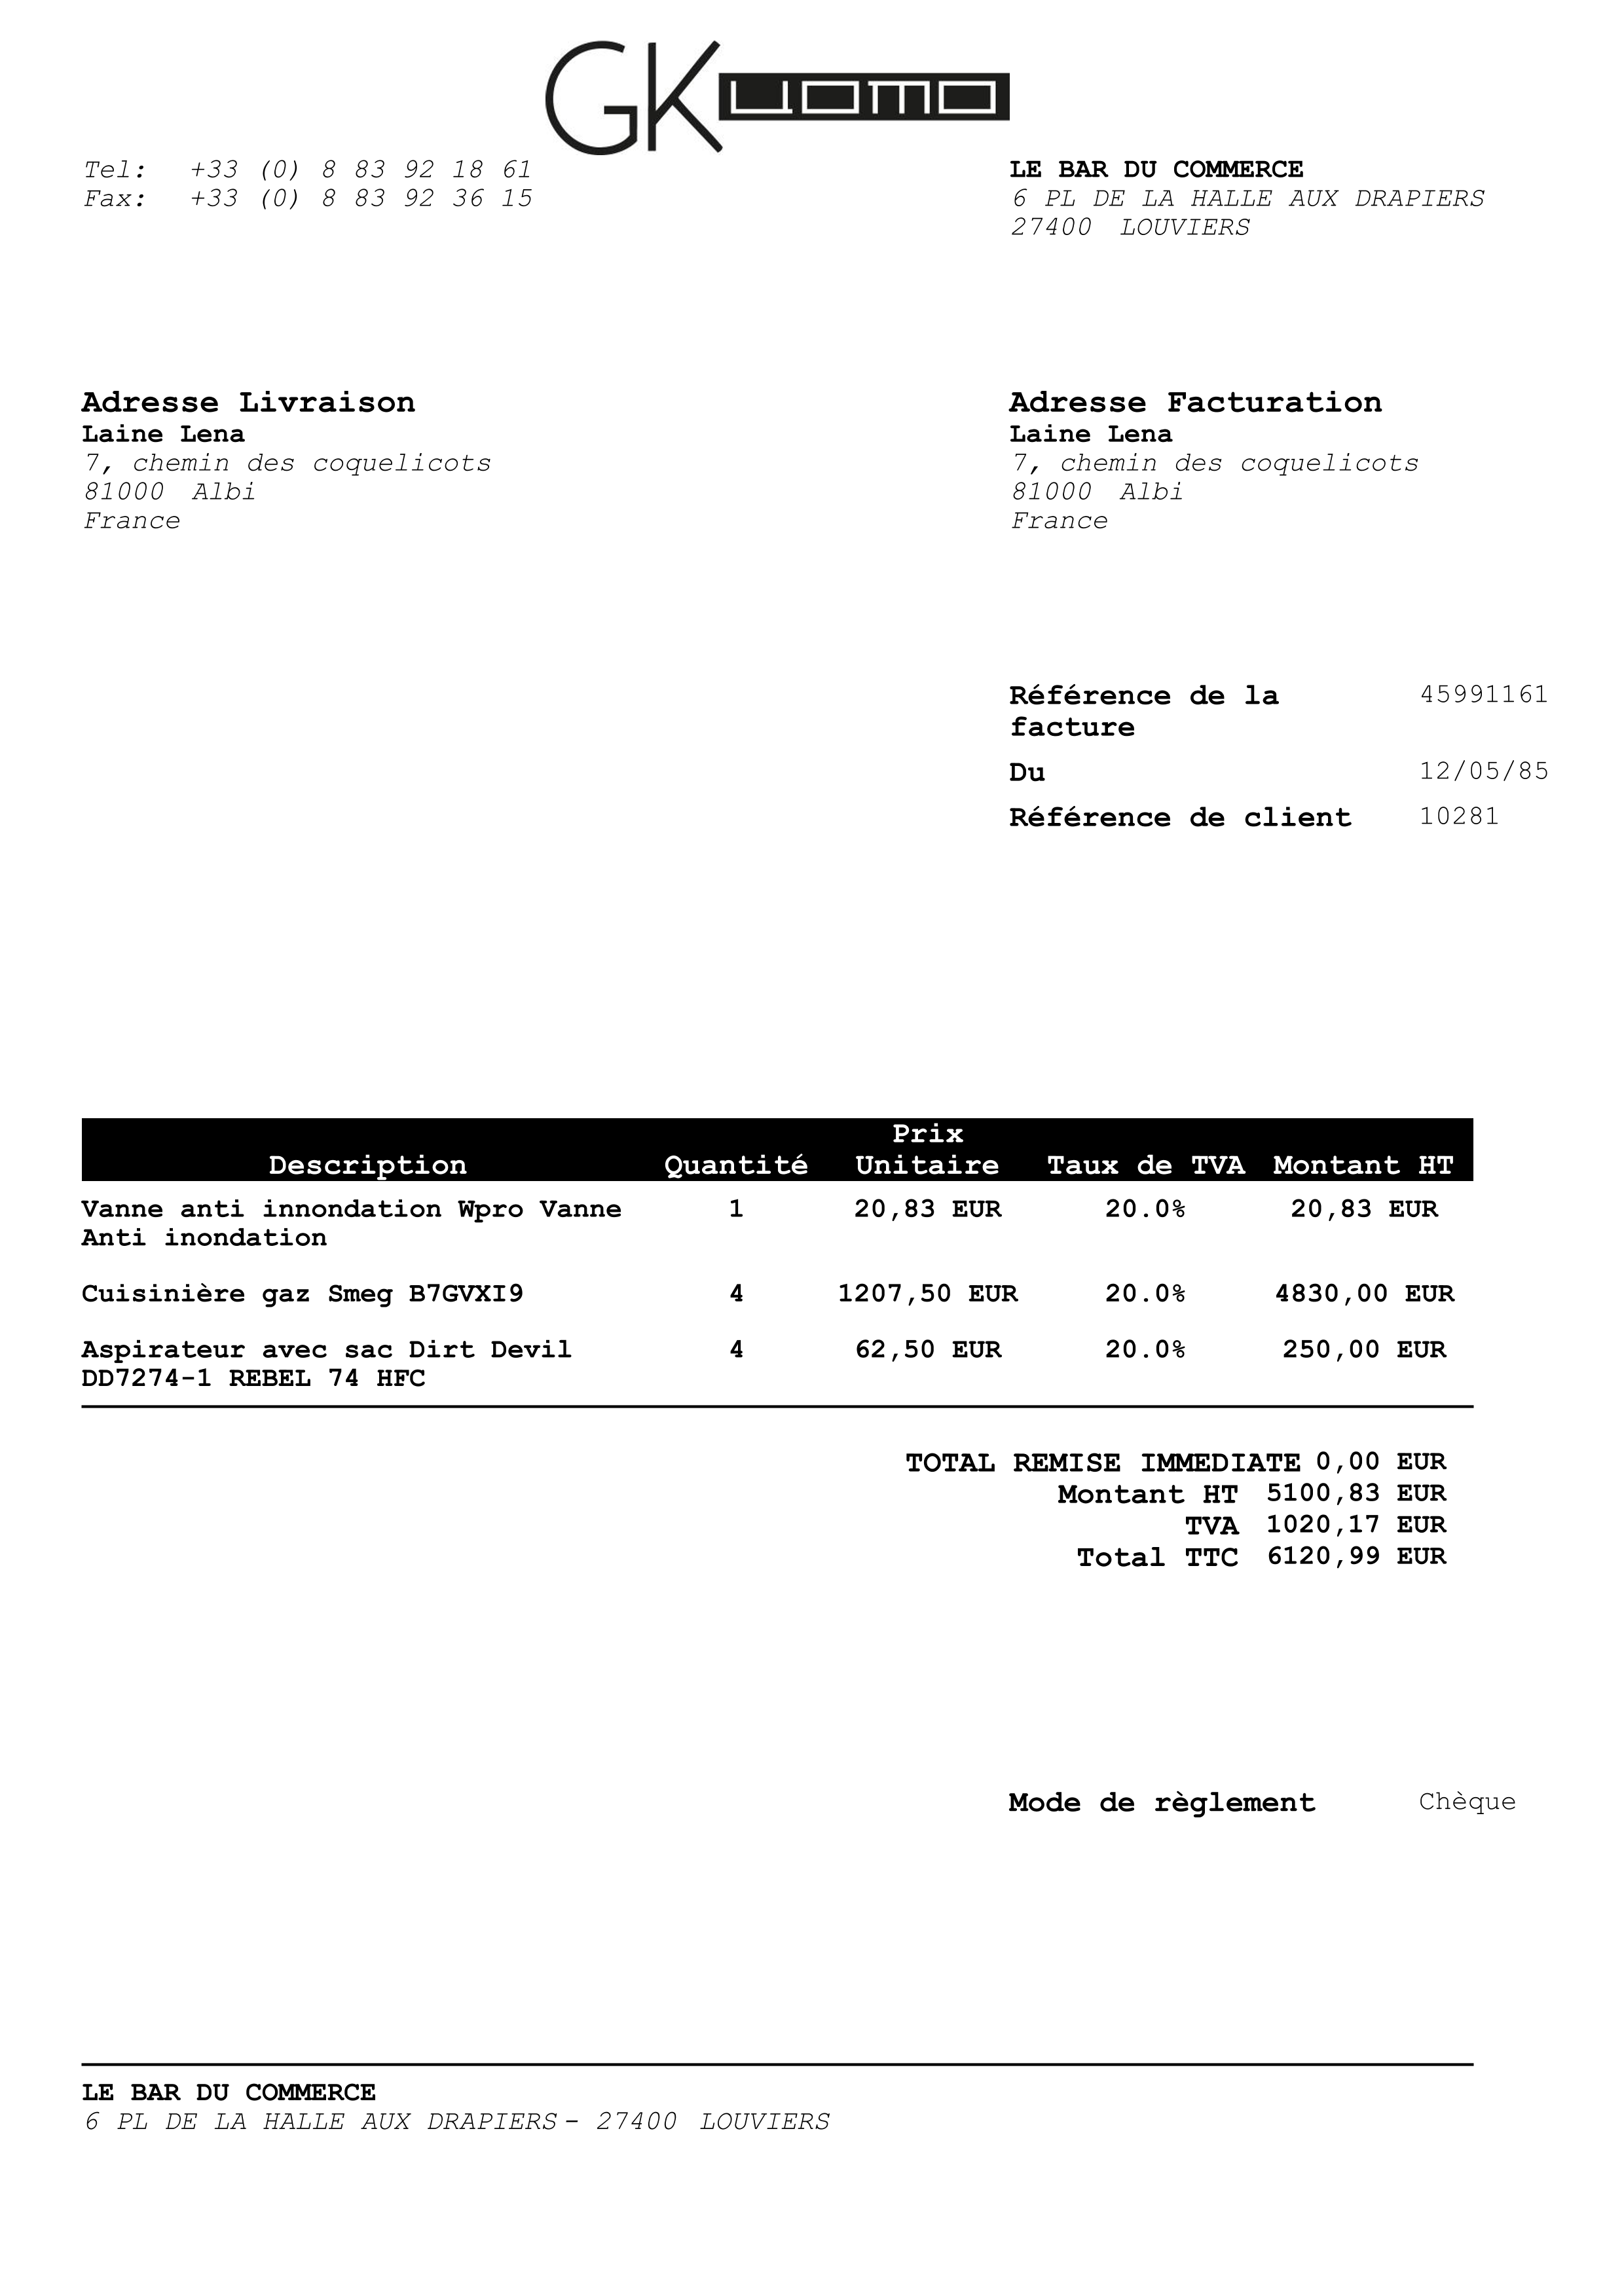 GK uomo
Tel: +33 (0) 8 83 92 18 61
Fax: +33 (0) 8 83 92 36 15
LE BAR DU COMMERCE
6 PL DE LA HALLE AUX DRAPIERS
27400 LOUVIERS
Adresse Livraison
Laine Lena
7, chemin des coquelicots
81000 Albi
France
Adresse Facturation
Laine Lena
7, chemin des coquelicots
81000 Albi
France
Référence de la facture 45991161
Du 12/05/85
Référence de client 10281
Description Quantité Prix Unitaire Taux de TVA Montant HT
Vanne anti innondation Wpro Vanne 1 20,83 EUR 20.0% 20,83 EUR
Anti inondation
Cuisinière gaz Smeg B7GVXI9 4 1207,50 EUR 20.0% 4830,00 EUR
Aspirateur avec sac Dirt Devil 4 62,50 EUR 20.0% 250,00 EUR
DD7274-1 REBEL 74 HFC
TOTAL REMISE IMMEDIATE 0,00 EUR
Montant HT 5100,83 EUR
TVA 1020,17 EUR
Total TTC 6120,99 EUR
Mode de règlement Chèque
LE BAR DU COMMERCE
6 PL DE LA HALLE AUX DRAPIERS - 27400 LOUVIERS